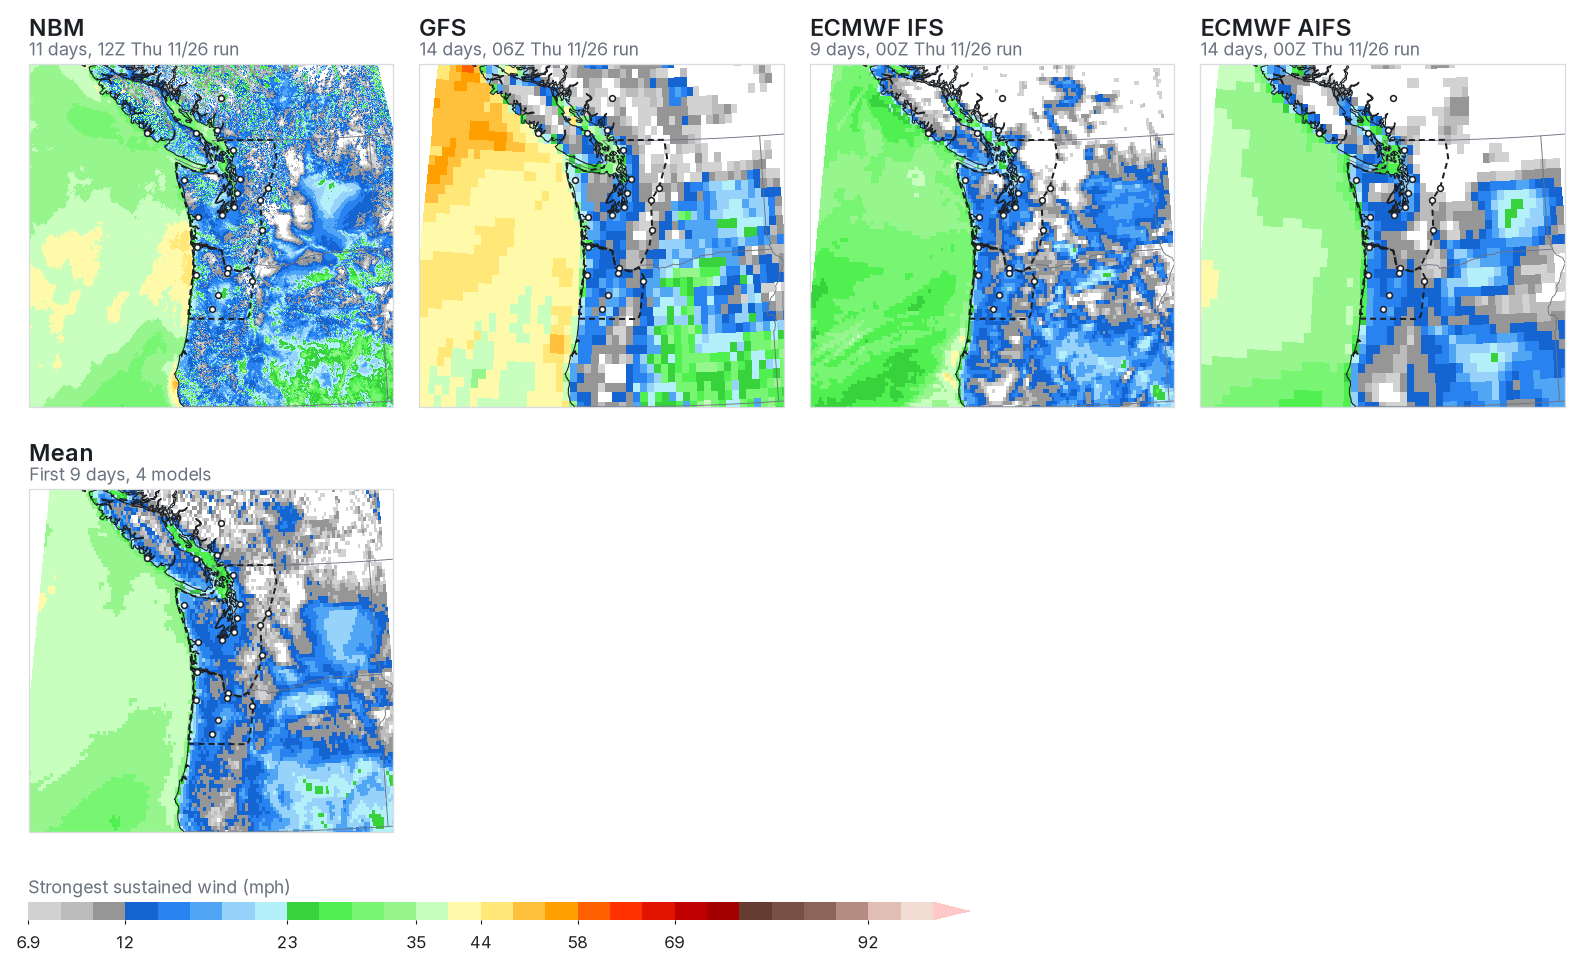 NBM
11 days, 12Z Thu 11/26 run
GFS
14 days, 06Z Thu 11/26 run
ECMWF IFS
9 days, 00Z Thu 11/26 run
ECMWF AIFS
14 days, 00Z Thu 11/26 run
Mean
First 9 days, 4 models
Strongest sustained wind (mph)
6.9 12 23 35 44 58 69 92